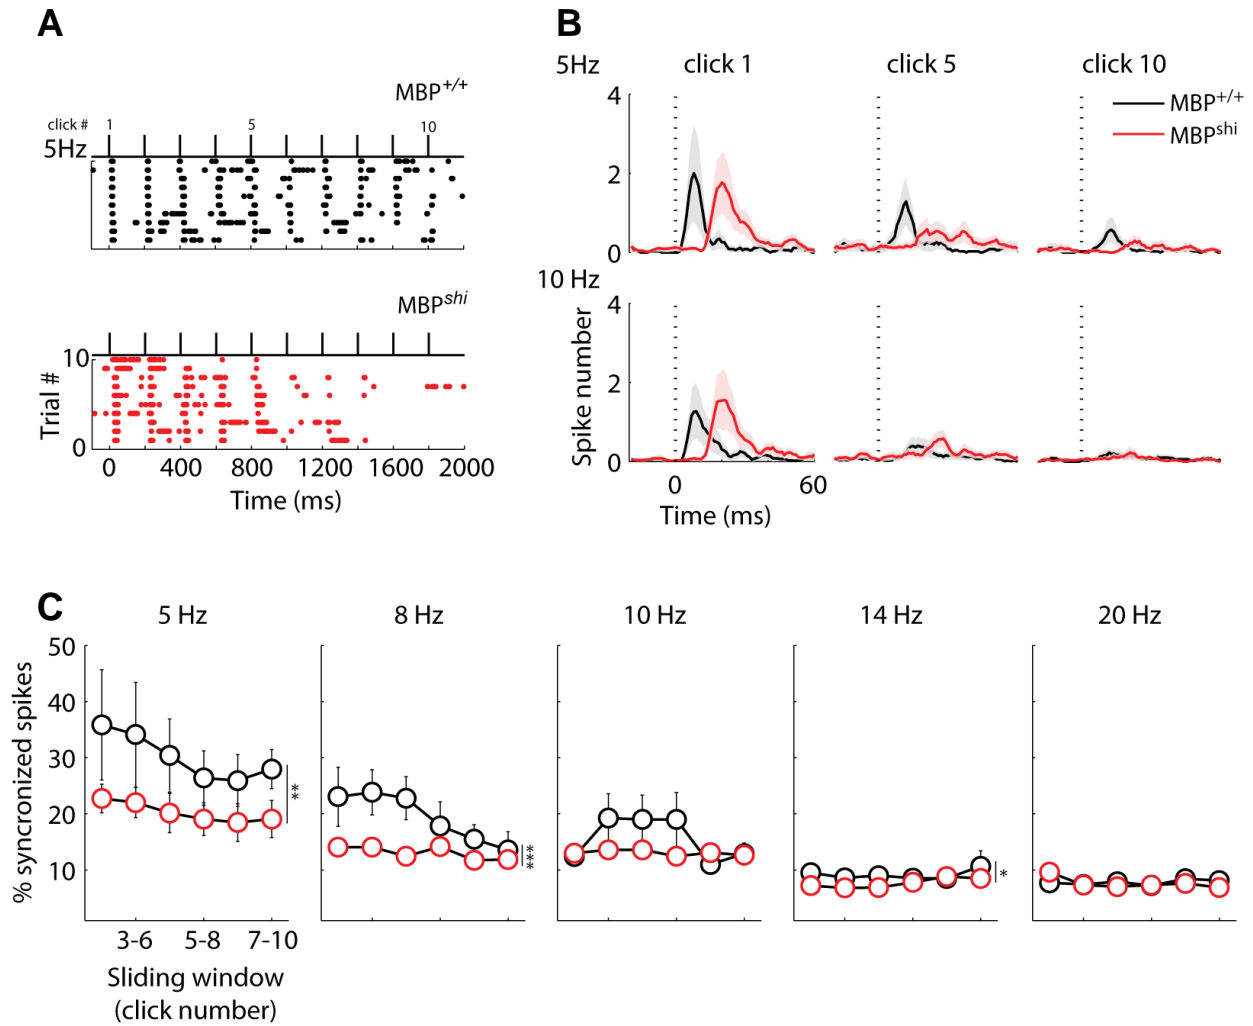 A
MBP+/+
click # 1 5 10
5Hz
MBPshi
10
Trial #
0
0 400 800 1200 1600 2000
Time (ms)
B
5Hz click 1 click 5 click 10
4
MBP+/+
MBPshi
2
0
10 Hz
4
Spike number
2
0
0 60
Time (ms)
C
5 Hz 8 Hz 10 Hz 14 Hz 20 Hz
% syncronized spikes
50
40
30
20
10
**
***
*
3-6 5-8 7-10
Sliding window
(click number)